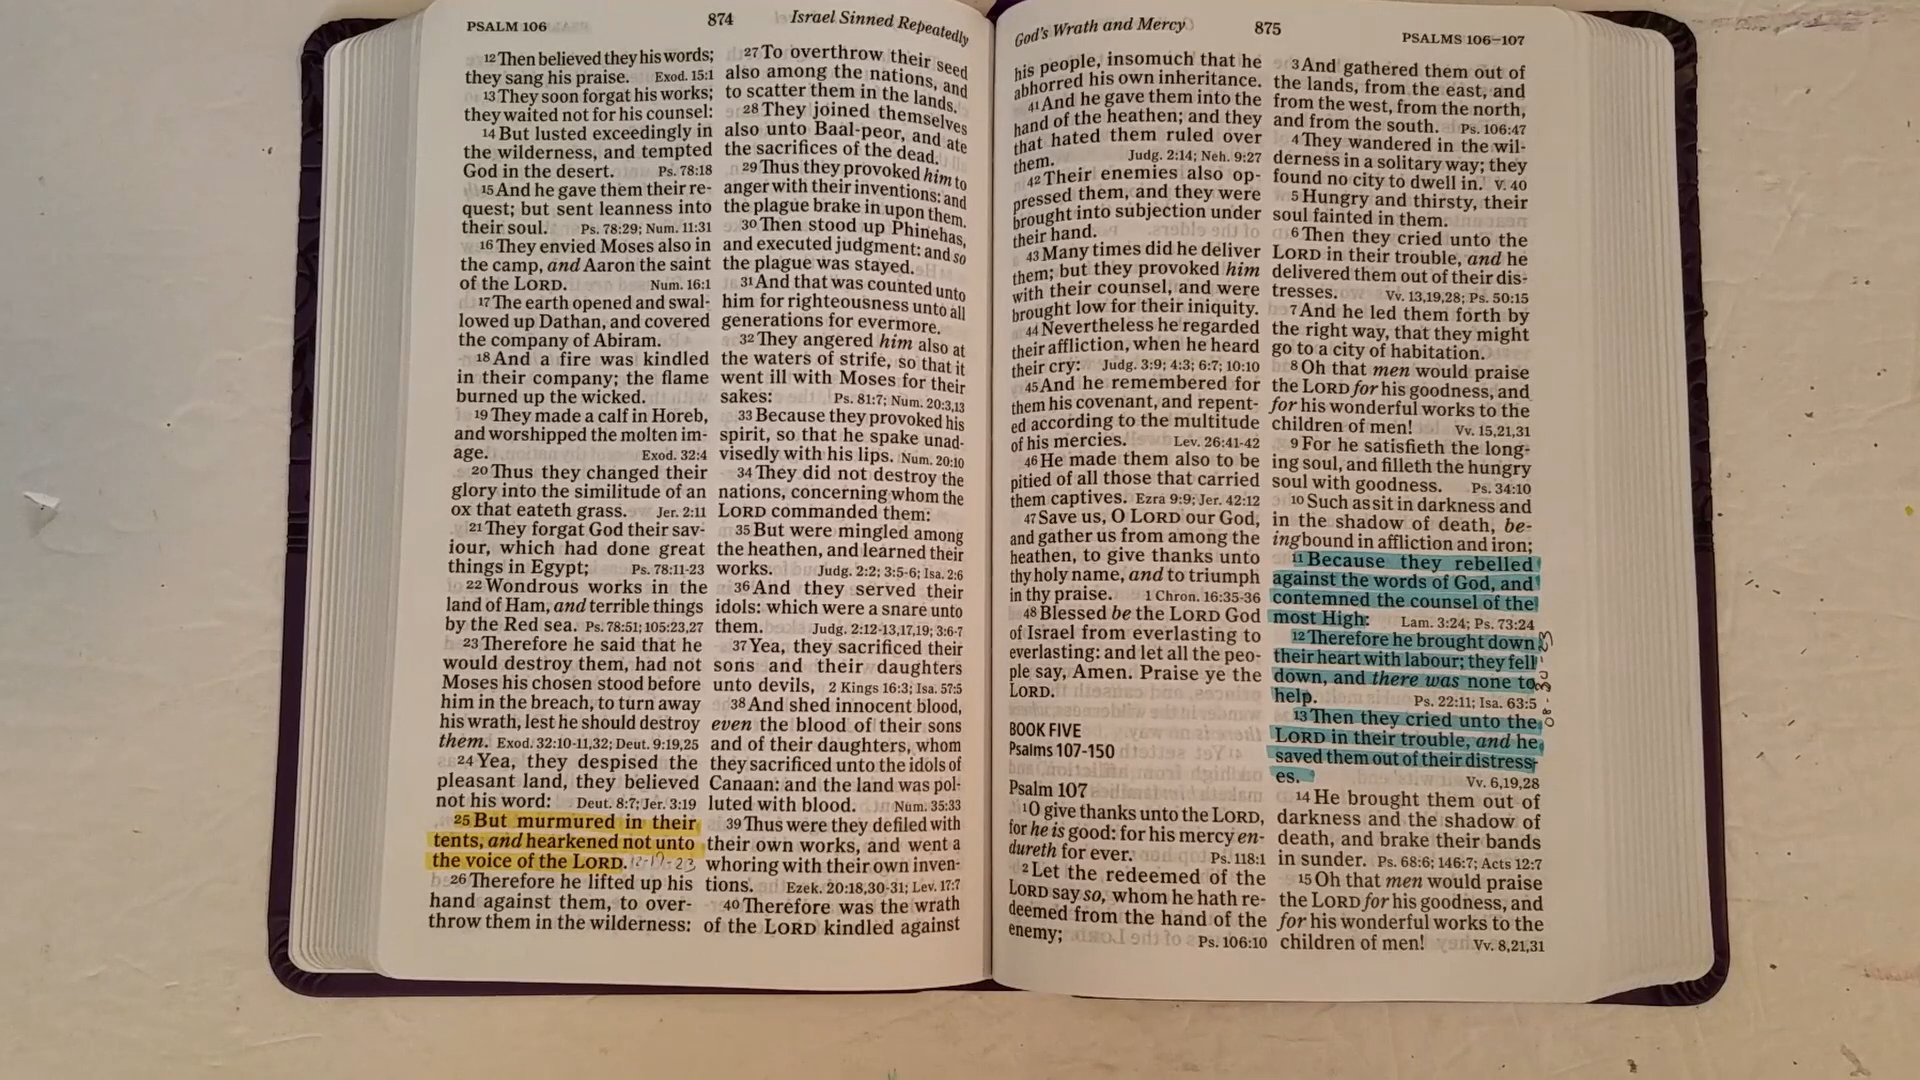 PSALM 106 874 Israel Sinned Repeatedly
12 Then believed they his words;
they sang his praise. Exod. 15:1
13 They soon forgat his works;
they waited not for his counsel:
14 But lusted exceedingly in
the wilderness, and tempted
God in the desert. Ps. 78:18
15 And he gave them their re-
quest; but sent leanness into
their soul. Ps. 78:29; Num. 11:31
16 They envied Moses also in
the camp, and Aaron the saint
of the LORD. Num. 16:1
17 The earth opened and swal-
lowed up Dathan, and covered
the company of Abiram.
18 And a fire was kindled
in their company; the flame
burned up the wicked.
19 They made a calf in Horeb,
and worshipped the molten im-
age. Exod. 32:4
20 Thus they changed their
glory into the similitude of an
ox that eateth grass. Jer. 2:11
21 They forgat God their sav-
iour, which had done great
things in Egypt; Ps. 78:11-23
22 Wondrous works in the
land of Ham, and terrible things
by the Red sea. Ps. 78:51; 105:23,27
23 Therefore he said that he
would destroy them, had not
Moses his chosen stood before
him in the breach, to turn away
his wrath, lest he should destroy
them. Exod. 32:10-11,32; Deut. 9:19,25
24 Yea, they despised the
pleasant land, they believed
not his word: Deut. 8:7; Jer. 3:19
25 But murmured in their
tents, and hearkened not unto
the voice of the LORD. 12-17-23
26 Therefore he lifted up his
hand against them, to over-
throw them in the wilderness:
27 To overthrow their seed
also among the nations, and
to scatter them in the lands.
28 They joined themselves
also unto Baal-peor, and ate
the sacrifices of the dead.
29 Thus they provoked him to
anger with their inventions: and
the plague brake in upon them.
30 Then stood up Phinehas,
and executed judgment: and so
the plague was stayed.
31 And that was counted unto
him for righteousness unto all
generations for evermore.
32 They angered him also at
the waters of strife, so that it
went ill with Moses for their
sakes: Ps. 81:7; Num. 20:3,13
33 Because they provoked his
spirit, so that he spake unad-
visedly with his lips. Num. 20:10
34 They did not destroy the
nations, concerning whom the
LORD commanded them:
35 But were mingled among
the heathen, and learned their
works. Judg. 2:2; 3:5-6; Isa. 2:6
36 And they served their
idols: which were a snare unto
them. Judg. 2:12-13,17,19; 3:6-7
37 Yea, they sacrificed their
sons and their daughters
unto devils, 2 Kings 16:3; Isa. 57:5
38 And shed innocent blood,
even the blood of their sons
and of their daughters, whom
they sacrificed unto the idols of
Canaan: and the land was pol-
luted with blood. Num. 35:33
39 Thus were they defiled with
their own works, and went a
whoring with their own inven-
tions. Ezek. 20:18,30-31; Lev. 17:7
40 Therefore was the wrath
of the LORD kindled against
God's Wrath and Mercy 875 PSALMS 106–107
his people, insomuch that he
abhorred his own inheritance.
41 And he gave them into the
hand of the heathen; and they
that hated them ruled over
them. Judg. 2:14; Neh. 9:27
42 Their enemies also op-
pressed them, and they were
brought into subjection under
their hand.
43 Many times did he deliver
them; but they provoked him
with their counsel, and were
brought low for their iniquity.
44 Nevertheless he regarded
their affliction, when he heard
their cry: Judg. 3:9; 4:3; 6:7; 10:10
45 And he remembered for
them his covenant, and repent-
ed according to the multitude
of his mercies. Lev. 26:41-42
46 He made them also to be
pitied of all those that carried
them captives. Ezra 9:9; Jer. 42:12
47 Save us, O LORD our God,
and gather us from among the
heathen, to give thanks unto
thy holy name, and to triumph
in thy praise. 1 Chron. 16:35-36
48 Blessed be the LORD God
of Israel from everlasting to
everlasting: and let all the peo-
ple say, Amen. Praise ye the
LORD.
BOOK FIVE
Psalms 107-150
Psalm 107
1 O give thanks unto the LORD,
for he is good: for his mercy en-
dureth for ever. Ps. 118:1
2 Let the redeemed of the
LORD say so, whom he hath re-
deemed from the hand of the
enemy; Ps. 106:10
3 And gathered them out of
the lands, from the east, and
from the west, from the north,
and from the south. Ps. 106:47
4 They wandered in the wil-
derness in a solitary way; they
found no city to dwell in. V. 40
5 Hungry and thirsty, their
soul fainted in them.
6 Then they cried unto the
LORD in their trouble, and he
delivered them out of their dis-
tresses. Vv. 13,19,28; Ps. 50:15
7 And he led them forth by
the right way, that they might
go to a city of habitation.
8 Oh that men would praise
the LORD for his goodness, and
for his wonderful works to the
children of men! Vv. 15,21,31
9 For he satisfieth the long-
ing soul, and filleth the hungry
soul with goodness. Ps. 34:10
10 Such as sit in darkness and
in the shadow of death, be-
ing bound in affliction and iron;
11 Because they rebelled
against the words of God, and
contemned the counsel of the
most High: Lam. 3:24; Ps. 73:24
12 Therefore he brought down
their heart with labour; they fell
down, and there was none to
help. Ps. 22:11; Isa. 63:5
13 Then they cried unto the
LORD in their trouble, and he
saved them out of their distress-
es. Vv. 6,19,28
14 He brought them out of
darkness and the shadow of
death, and brake their bands
in sunder. Ps. 68:6; 146:7; Acts 12:7
15 Oh that men would praise
the LORD for his goodness, and
for his wonderful works to the
children of men! Vv. 8,21,31